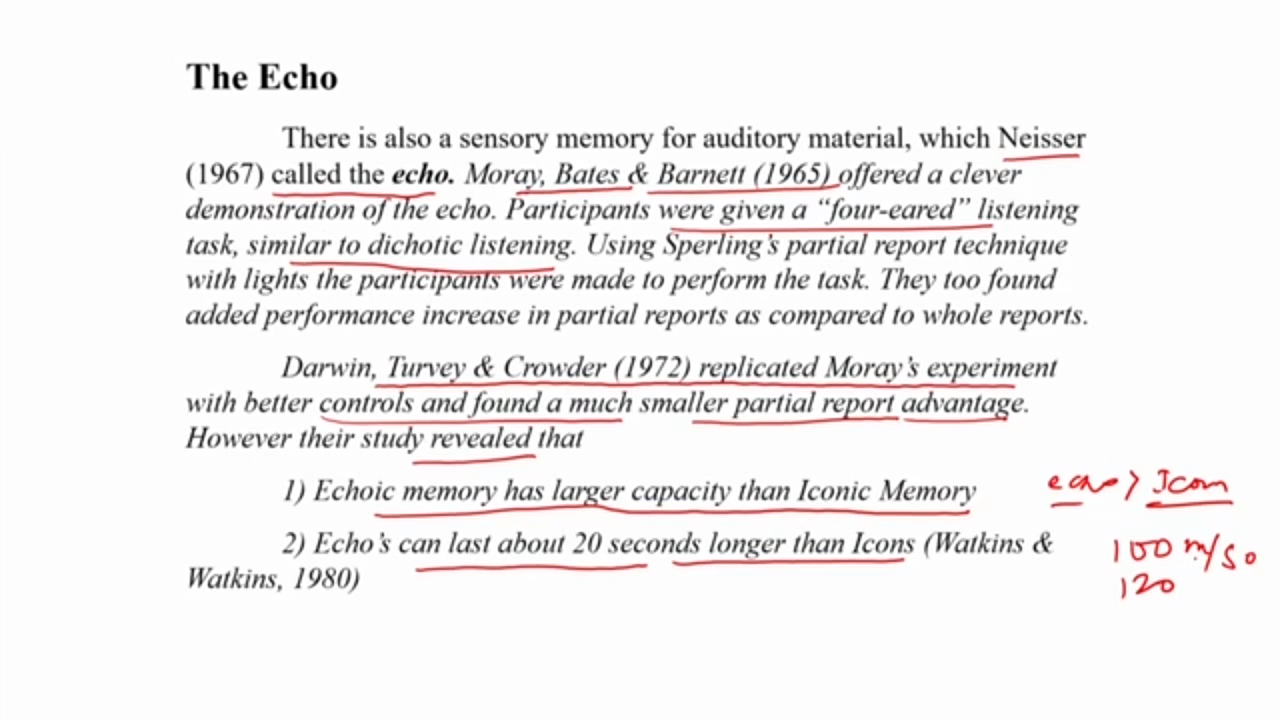 The Echo
There is also a sensory memory for auditory material, which Neisser
(1967) called the echo. Moray, Bates & Barnett (1965) offered a clever
demonstration of the echo. Participants were given a “four-eared” listening
task, similar to dichotic listening. Using Sperling’s partial report technique
with lights the participants were made to perform the task. They too found
added performance increase in partial reports as compared to whole reports.
Darwin, Turvey & Crowder (1972) replicated Moray’s experiment
with better controls and found a much smaller partial report advantage.
However their study revealed that
1) Echoic memory has larger capacity than Iconic Memory
echo > Icon
2) Echo’s can last about 20 seconds longer than Icons (Watkins &
100
Watkins, 1980)
120